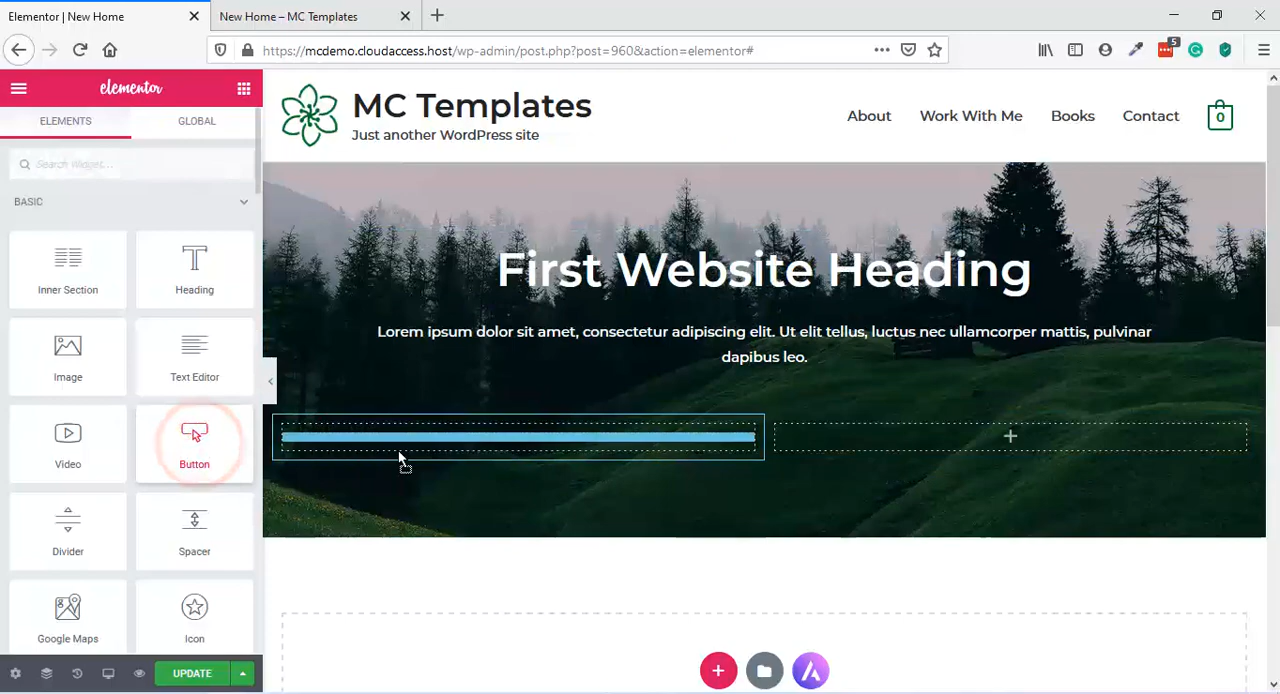 Elementor | New Home
New Home – MC Templates
https://mcdemo.cloudaccess.host/wp-admin/post.php?post=960&action=elementor#
5
elementor
ELEMENTS
GLOBAL
Search Widget...
BASIC
Inner Section
Heading
Image
Text Editor
Video
Button
Divider
Spacer
Google Maps
Icon
UPDATE
MC Templates
Just another WordPress site
About
Work With Me
Books
Contact
0
First Website Heading
Lorem ipsum dolor sit amet, consectetur adipiscing elit. Ut elit tellus, luctus nec ullamcorper mattis, pulvinar
dapibus leo.